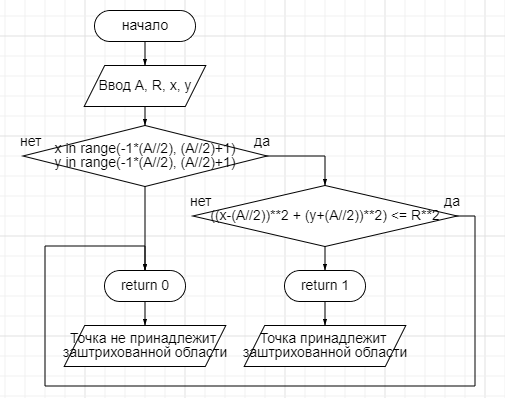 начало
Ввод A, R, x, y
нет
да
x in range(-1*(A//2), (A//2)+1)
y in range(-1*(A//2), (A//2)+1)
нет
да
((x-(A//2))**2 + (y+(A//2))**2) <= R**2
return 0
return 1
Точка не принадлежит
заштрихованной области
Точка принадлежит
заштрихованной области